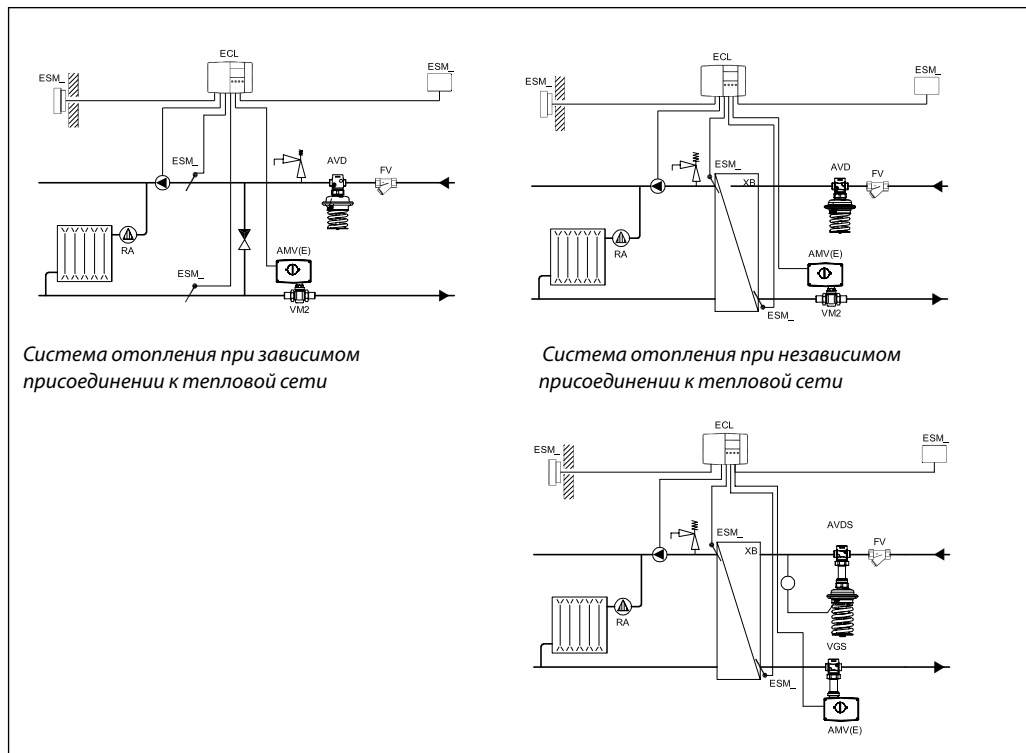 ECL
ESM_
ESM_
ESM_
AVD
FV
RA
ESM_
AMV(E)
VM2
Система отопления при зависимом
присоединении к тепловой сети
ECL
ESM_
ESM_
ESM_
XB
AVD
FV
RA
AMV(E)
ESM_
VM2
Система отопления при независимом
присоединении к тепловой сети
ECL
ESM_
ESM_
ESM_
XB
AVDS
FV
RA
VGS
ESM_
AMV(E)